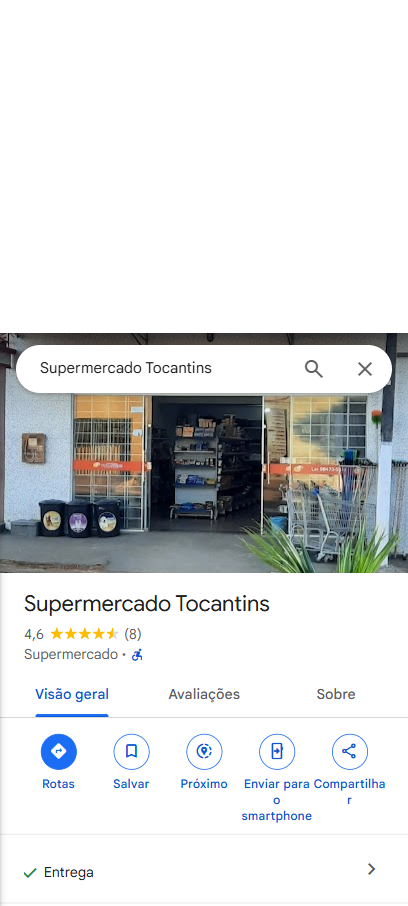 Supermercado Tocantins
Supermercado Tocantins
4,6 (8)
Supermercado ·
Visão geral
Avaliações
Sobre
Rotas
Salvar
Próximo
Enviar para
o
smartphone
Compartilha
r
Entrega